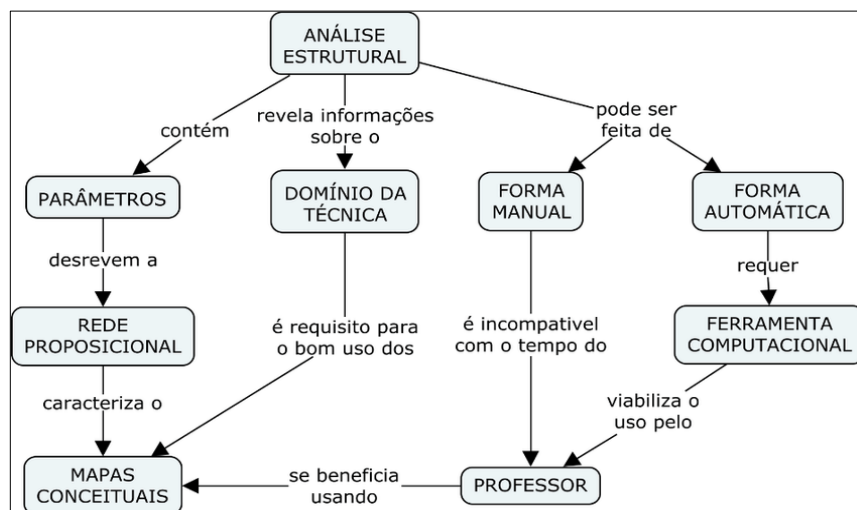 ANÁLISE
ESTRUTURAL
contém
revela informações
sobre o
pode ser
feita de
PARÂMETROS
DOMÍNIO DA
TÉCNICA
FORMA
MANUAL
FORMA
AUTOMÁTICA
desrevem a
requer
REDE
PROPOSICIONAL
é requisito para
o bom uso dos
é incompativel
com o tempo do
FERRAMENTA
COMPUTACIONAL
caracteriza o
viabiliza o
uso pelo
MAPAS
CONCEITUAIS
se beneficia
usando
PROFESSOR